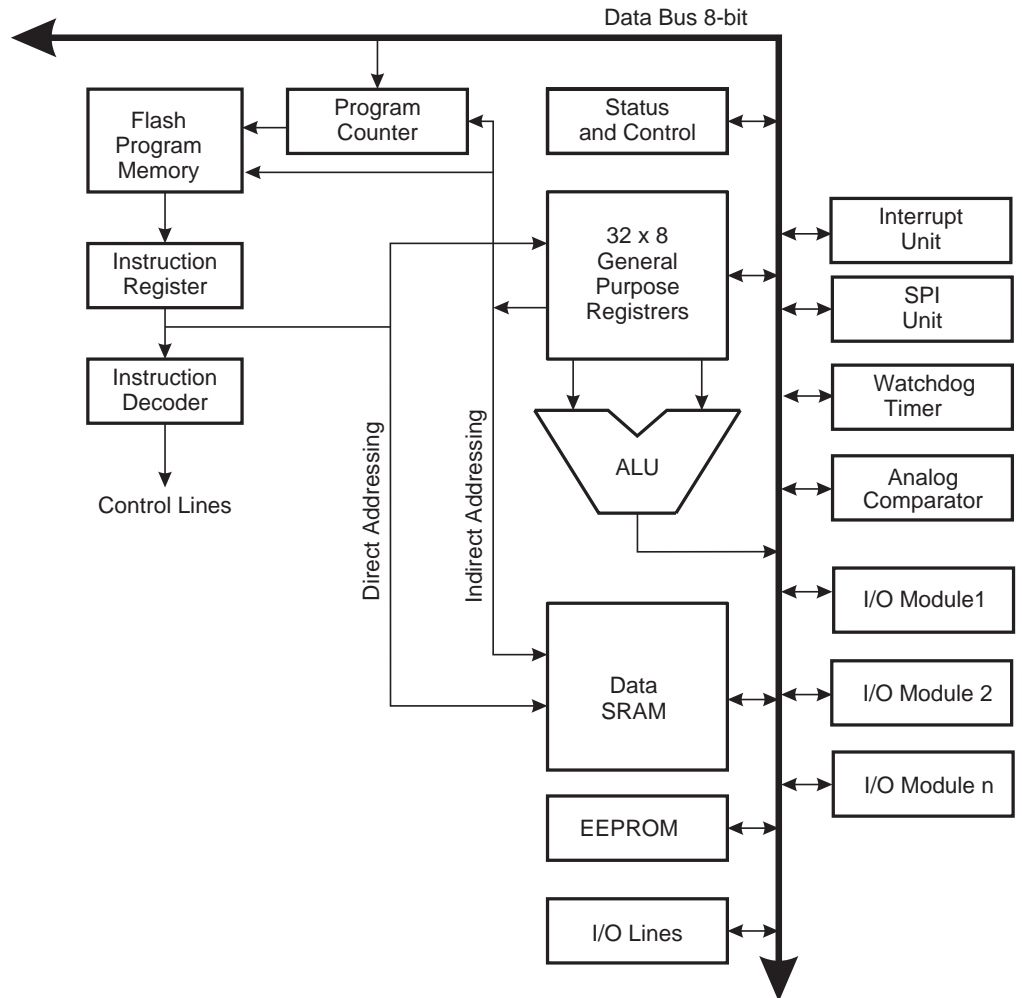 Data Bus 8-bit
Flash
Program
Memory
Program
Counter
Status
and Control
Interrupt
Unit
32 x 8
General
Purpose
Registrers
Instruction
Register
SPI
Unit
Instruction
Decoder
Watchdog
Timer
Direct Addressing
Indirect Addressing
ALU
Control Lines
Analog
Comparator
I/O Module1
Data
SRAM
I/O Module 2
I/O Module n
EEPROM
I/O Lines